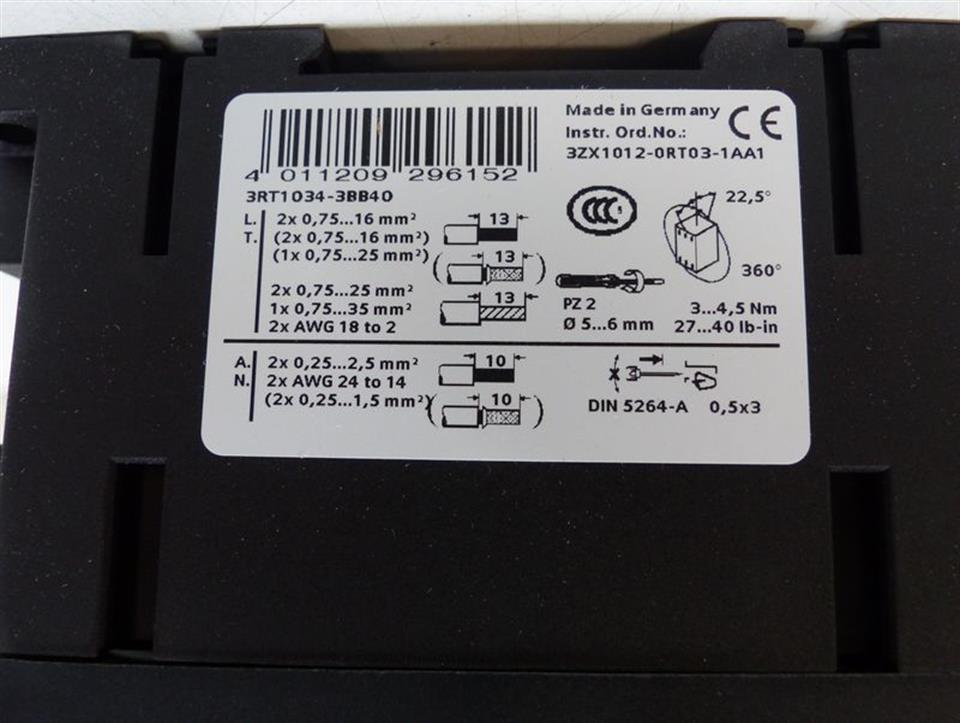 4 011209 296152
3RT1034-3BB40
Made in Germany
Instr. Ord.No.:
3ZX1012-0RT03-1AA1
CE
CCC
22,5°
360°
L. 2x 0,75...16 mm² 13
T. (2x 0,75...16 mm²)
(1x 0,75...25 mm²) 13
2x 0,75...25 mm² 13
1x 0,75...35 mm²
2x AWG 18 to 2
PZ 2 3...4,5 Nm
Ø 5...6 mm 27...40 lb-in
A. 2x 0,25...2,5 mm² 10
N. 2x AWG 24 to 14
(2x 0,25...1,5 mm²) 10
DIN 5264-A 0,5x3